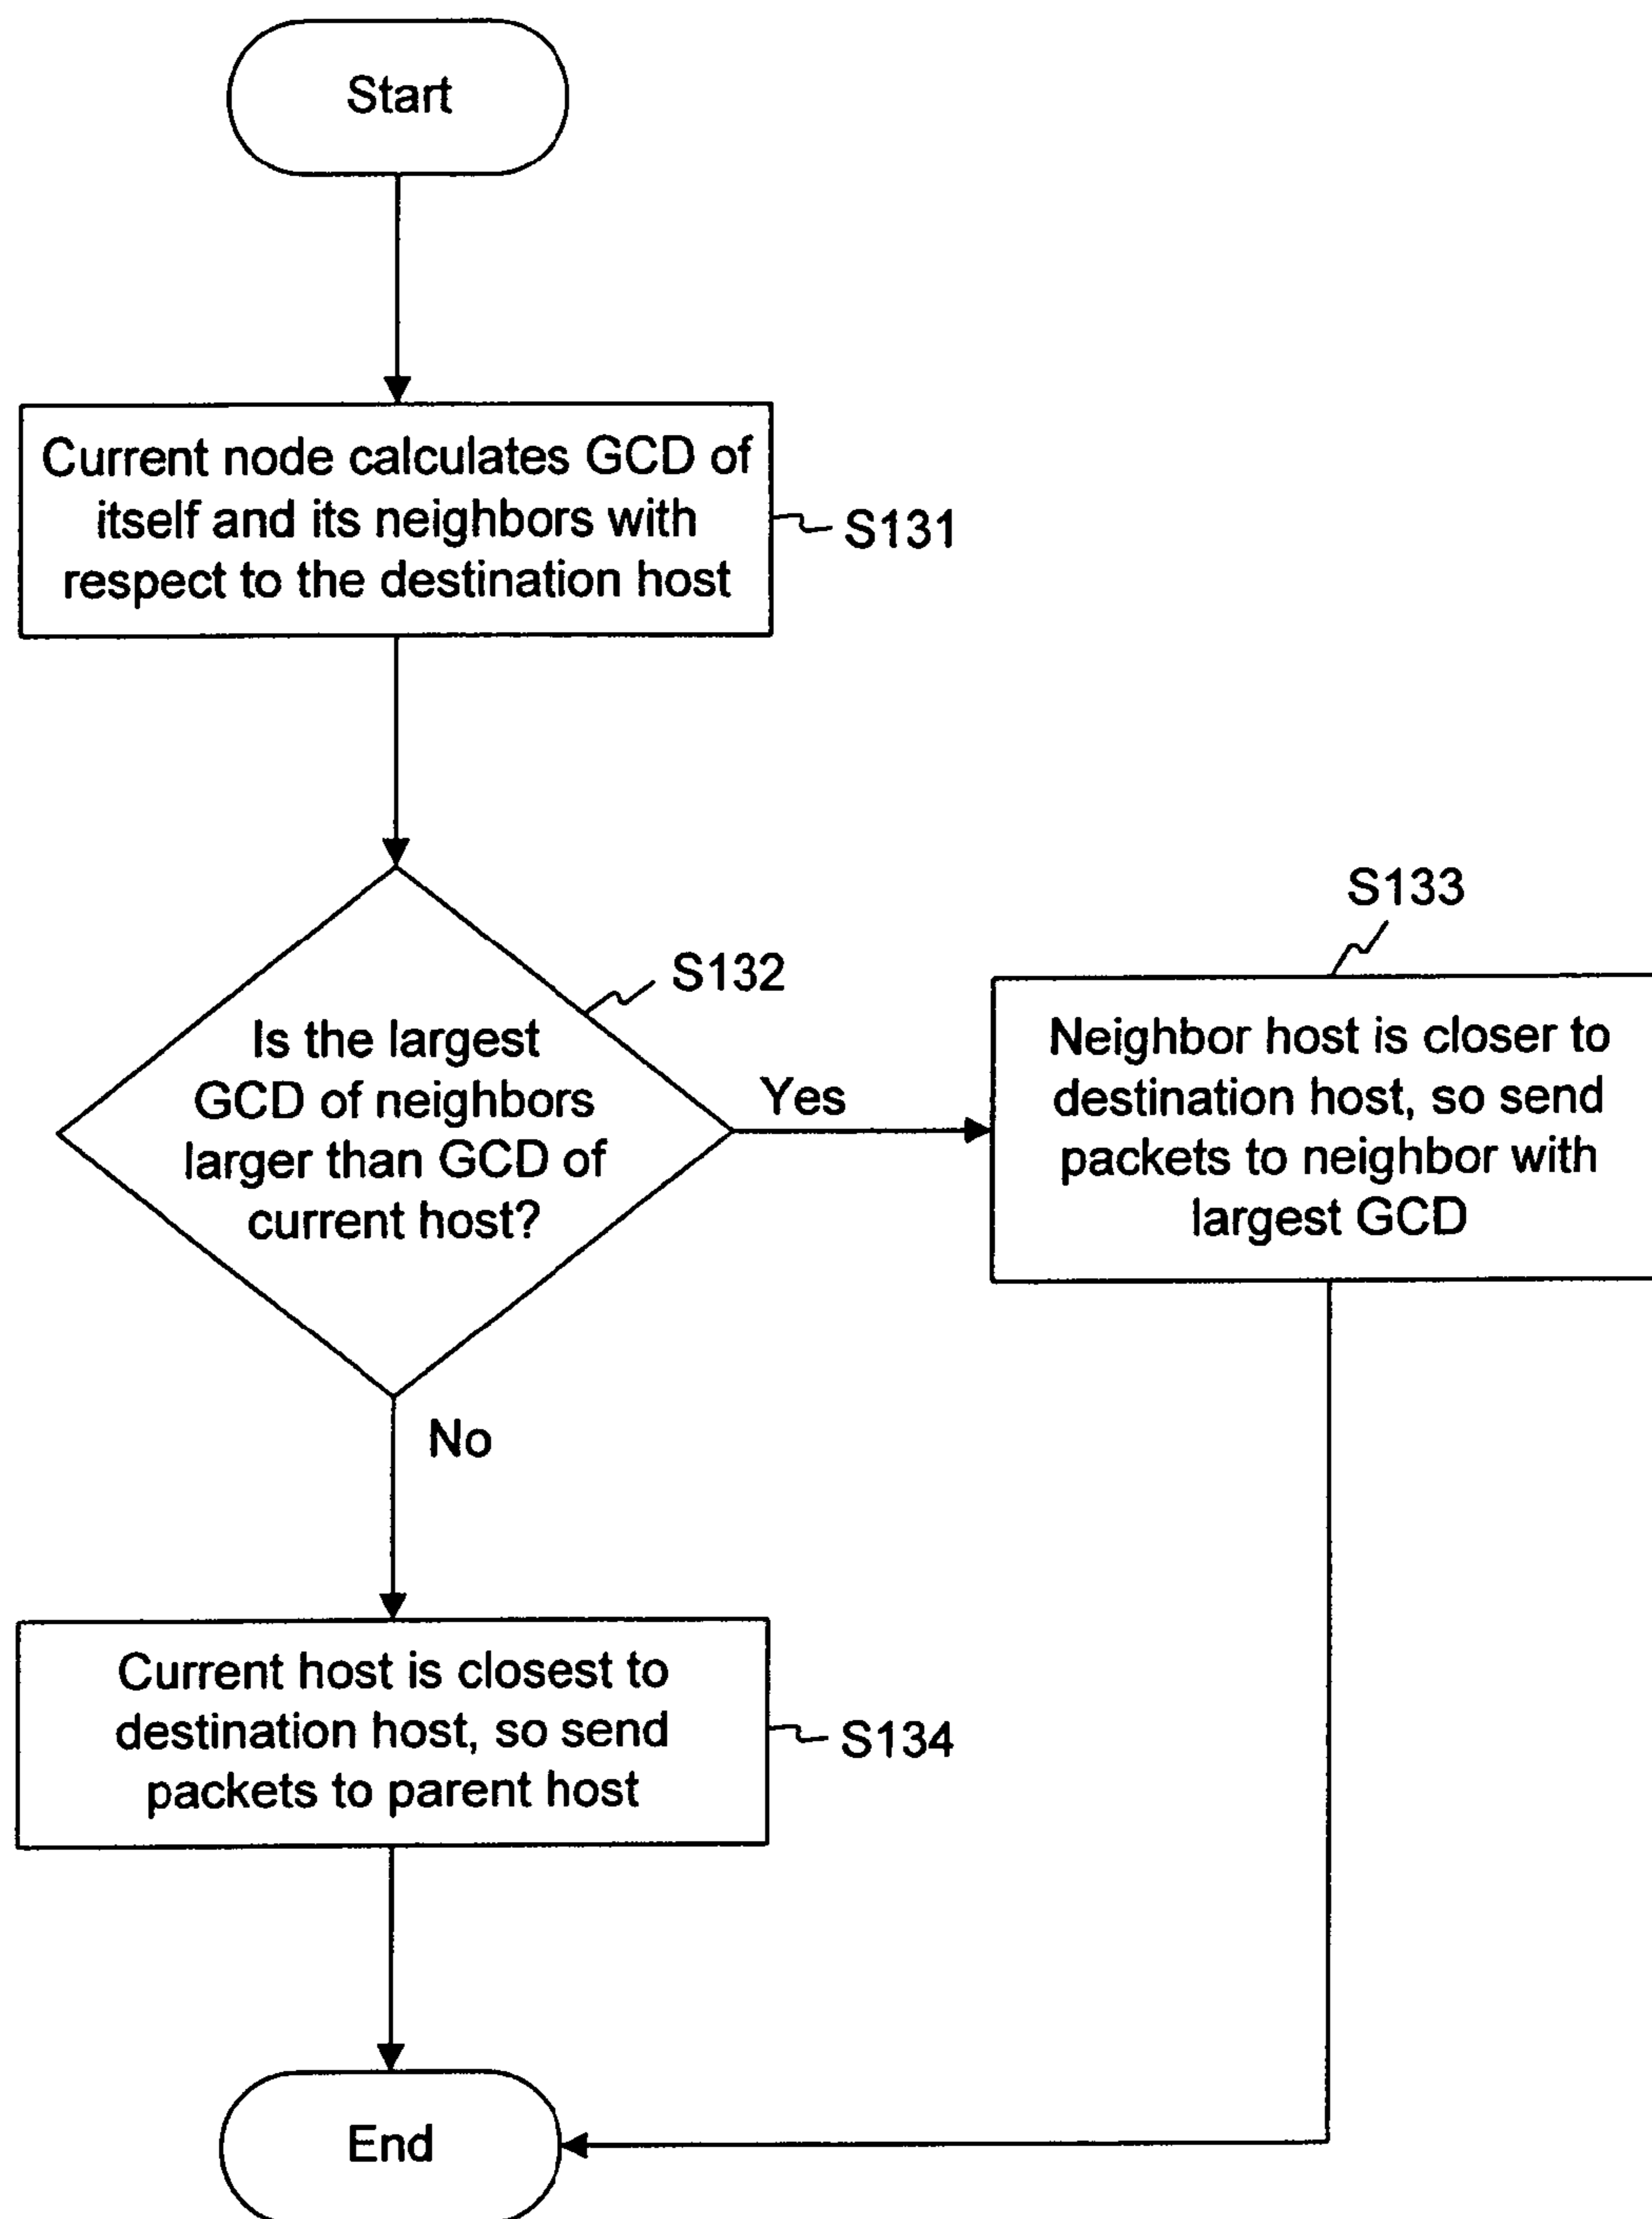 Start
Current node calculates GCD of
itself and its neighbors with
respect to the destination host
S131
S132
Is the largest
GCD of neighbors
larger than GCD of
current host?
Yes
S133
Neighbor host is closer to
destination host, so send
packets to neighbor with
largest GCD
No
Current host is closest to
destination host, so send
packets to parent host
S134
End